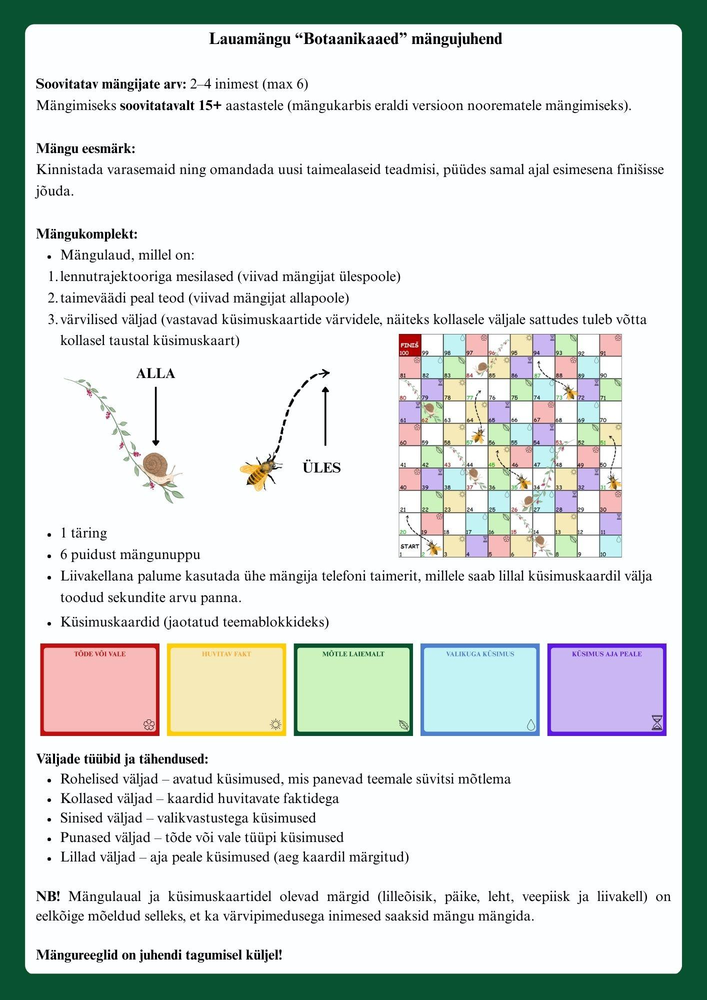 Lauamängu “Botaanikaaed” mängujuhend
Soovitatav mängijate arv: 2–4 inimest (max 6)
Mängimiseks soovitatavalt 15+ aastastele (mängukarbis eraldi versioon noorematele mängimiseks).
Mängu eesmärk:
Kinnistada varasemaid ning omandada uusi taimealaseid teadmisi, püüdes samal ajal esimesena finišisse
jõuda.
Mängukomplekt:
• Mängulaud, millel on:
1. lennutrajektooriga mesilased (viivad mängijat ülespoole)
2. taimeväädi peal teod (viivad mängijat allapoole)
3. värvilised väljad (vastavad küsimuskaartide värvidele, näiteks kollasele väljale sattudes tuleb võtta
kollasel taustal küsimuskaart)
ALLA
ÜLES
FINIŠ
100 99 98 97 96 95 94 93 92 91
81 82 83 84 85 86 87 88 89 90
80 79 78 77 76 75 74 73 72 71
61 62 63 64 65 66 67 68 69 70
60 59 58 57 56 55 54 53 52 51
41 42 43 44 45 46 47 48 49 50
40 39 38 37 36 35 34 33 32 31
21 22 23 24 25 26 27 28 29 30
20 19 18 17 16 15 14 13 12 11
START
1 2 3 4 5 6 7 8 9 10
• 1 täring
• 6 puidust mängunuppu
• Liivakellana palume kasutada ühe mängija telefoni taimerit, millele saab lillal küsimuskaardil välja
toodud sekundite arvu panna.
• Küsimuskaardid (jaotatud teemablokkideks)
TÕDE VÕI VALE
HUVITAV FAKT
MÕTLE LAIEMALT
VALIKUGA KÜSIMUS
KÜSIMUS AJA PEALE
Väljade tüübid ja tähendused:
• Rohelised väljad – avatud küsimused, mis panevad teemale süvitsi mõtlema
• Kollased väljad – kaardid huvitavate faktidega
• Sinised väljad – valikvastustega küsimused
• Punased väljad – tõde või vale tüüpi küsimused
• Lillad väljad – aja peale küsimused (aeg kaardil märgitud)
NB! Mängulaual ja küsimuskaartidel olevad märgid (lilleõisik, päike, leht, veepiisk ja liivakell) on
eelkõige mõeldud selleks, et ka värvipimedusega inimesed saaksid mängu mängida.
Mängureeglid on juhendi tagumisel küljel!